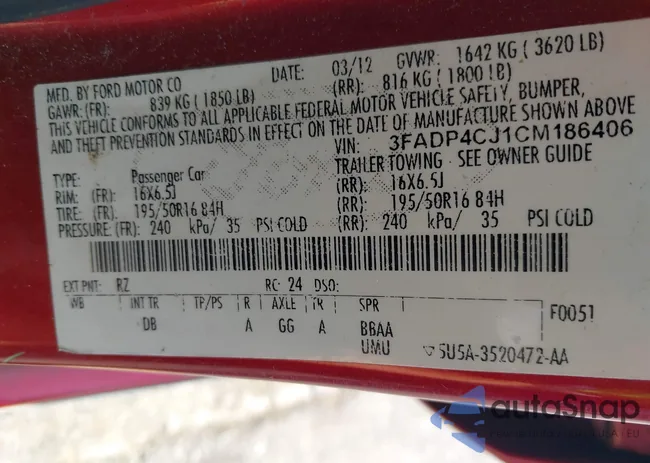 MFD. BY FORD MOTOR CO DATE: 03/12 GVWR: 1642 KG ( 3620 LB)
GAWR: (FR): 839 KG ( 1850 LB) (RR): 816 KG ( 1800 LB)
THIS VEHICLE CONFORMS TO ALL APPLICABLE FEDERAL MOTOR VEHICLE SAFETY, BUMPER,
AND THEFT PREVENTION STANDARDS IN EFFECT ON THE DATE OF MANUFACTURE SHOWN ABOVE
VIN: 3FADP4CJ1CM186406
TYPE: Passenger Car TRAILER TOWING - SEE OWNER GUIDE
RIM: (FR): 16X6.5J (RR): 16X6.5J
TIRE: (FR): 195/50R16 84H (RR): 195/50R16 84H
PRESSURE: (FR): 240 kPa/ 35 PSI COLD (RR): 240 kPa/ 35 PSI COLD
EXT PNT: RZ RC: 24 DSO:
WB INT TR TP/PS R AXLE TR SPR F0051
DB A GG A BBAA
UMU 5U5A-3520472-AA
autoSnap